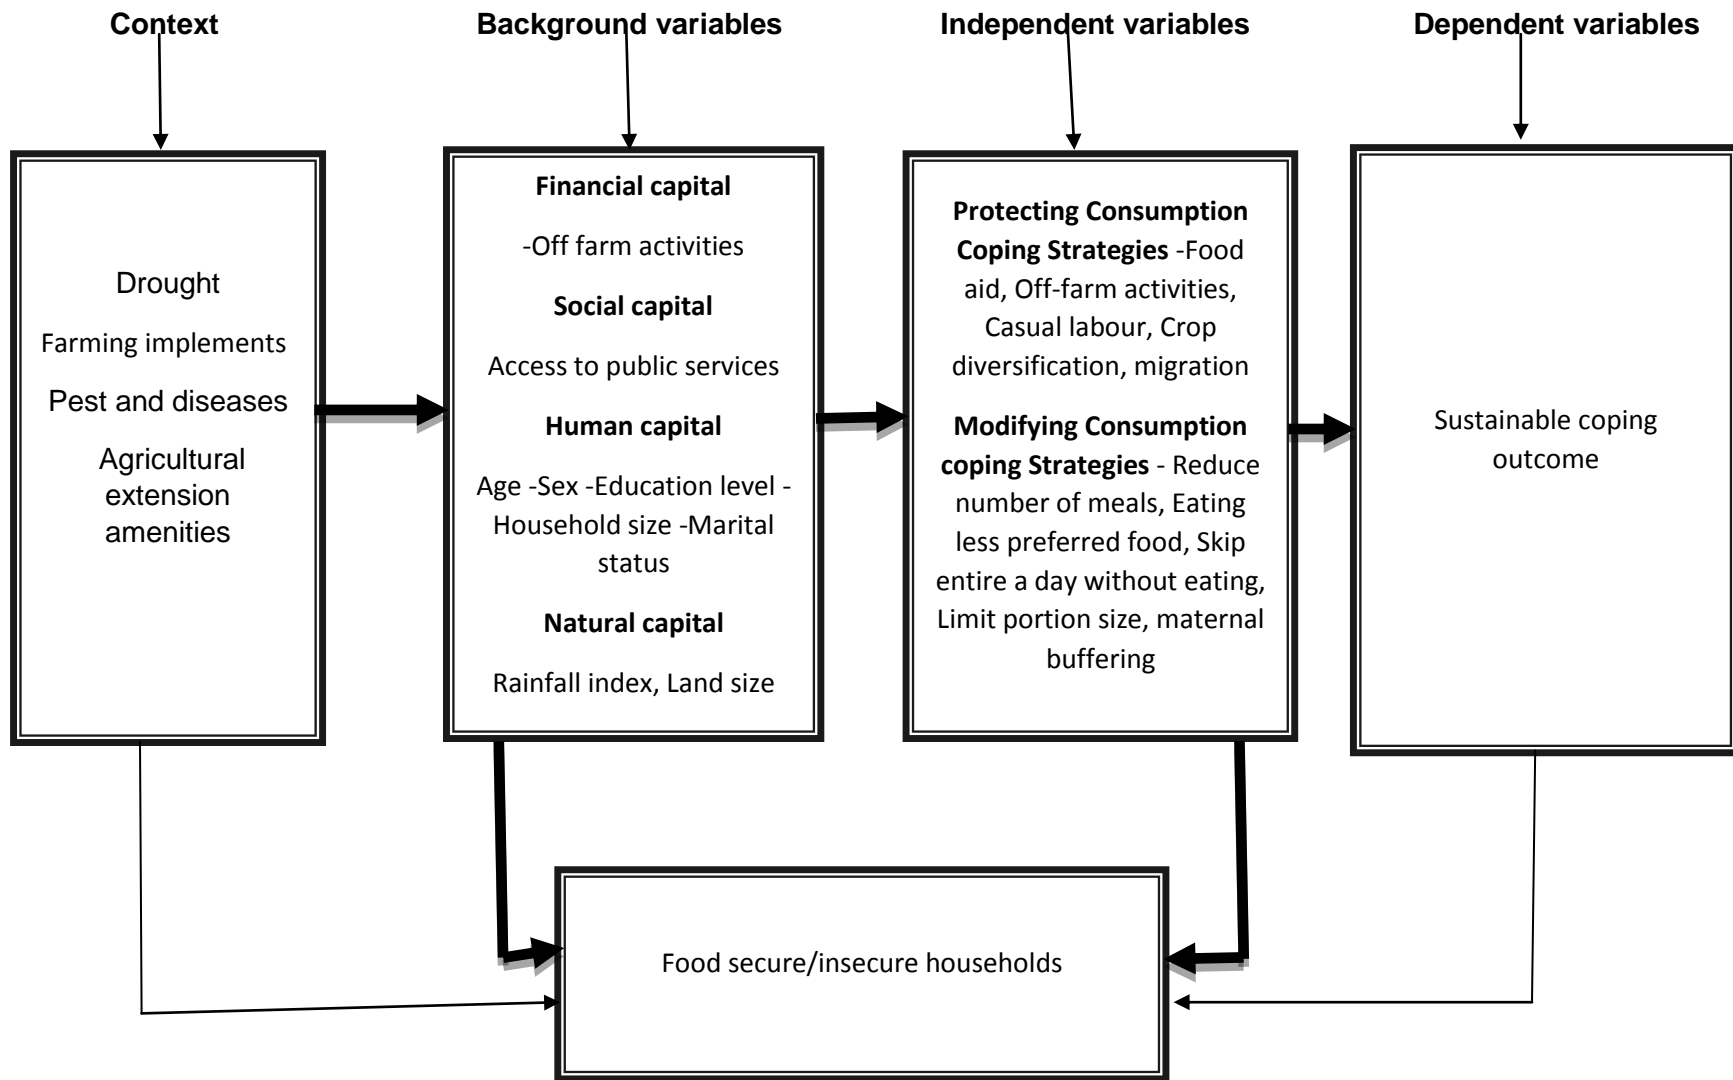 Context
Background variables
Independent variables
Dependent variables
Drought
Farming implements
Pest and diseases
Agricultural
extension
amenities
Financial capital
-Off farm activities
Social capital
Access to public services
Human capital
Age -Sex -Education level -
Household size -Marital
status
Natural capital
Rainfall index, Land size
Protecting Consumption
Coping Strategies -Food
aid, Off-farm activities,
Casual labour, Crop
diversification, migration
Modifying Consumption
coping Strategies - Reduce
number of meals, Eating
less preferred food, Skip
entire a day without eating,
Limit portion size, maternal
buffering
Sustainable coping
outcome
Food secure/insecure households